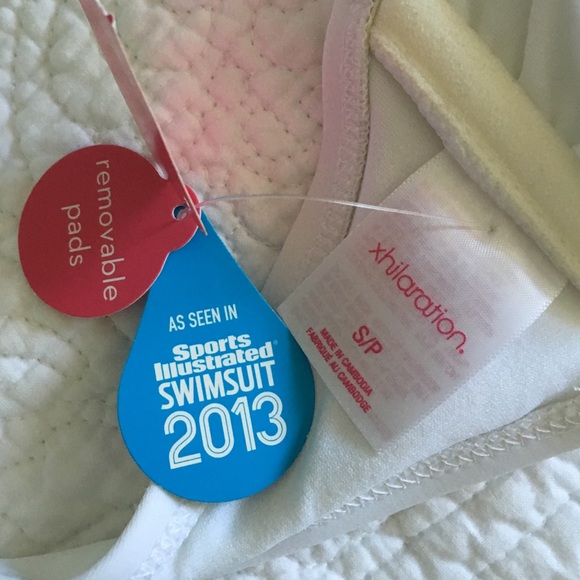 removable
pads
AS SEEN IN
Sports
Illustrated
SWIMSUIT
2013
xhilaration.
S/P
MADE IN CAMBODIA
FABRIQUÉ AU CAMBODGE